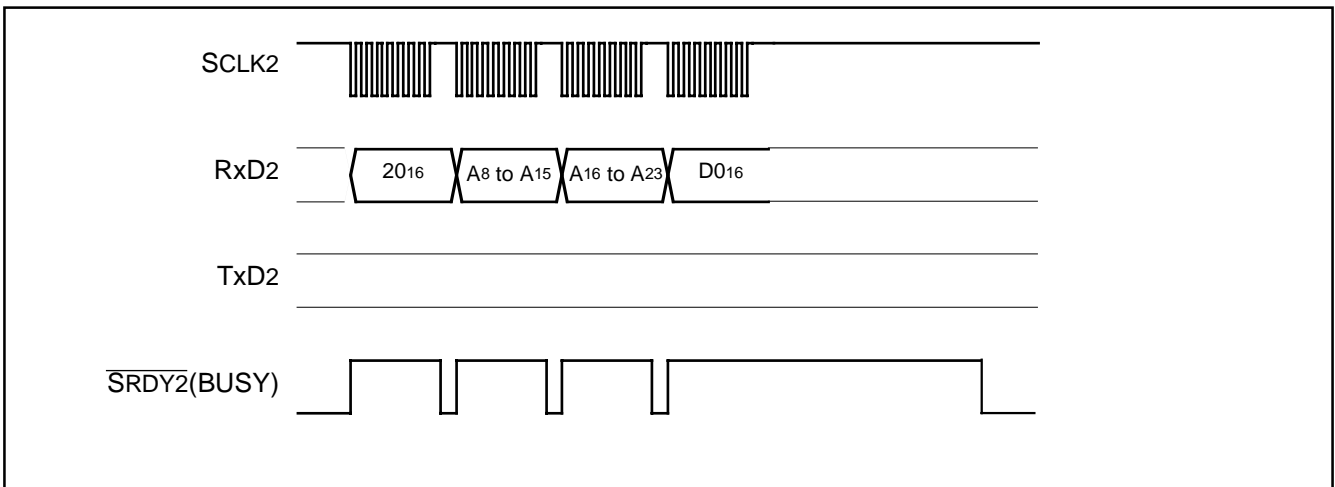 SCLK2
RxD2
2016
A8 to A15
A16 to A23
D016
TxD2
SRDY2(BUSY)